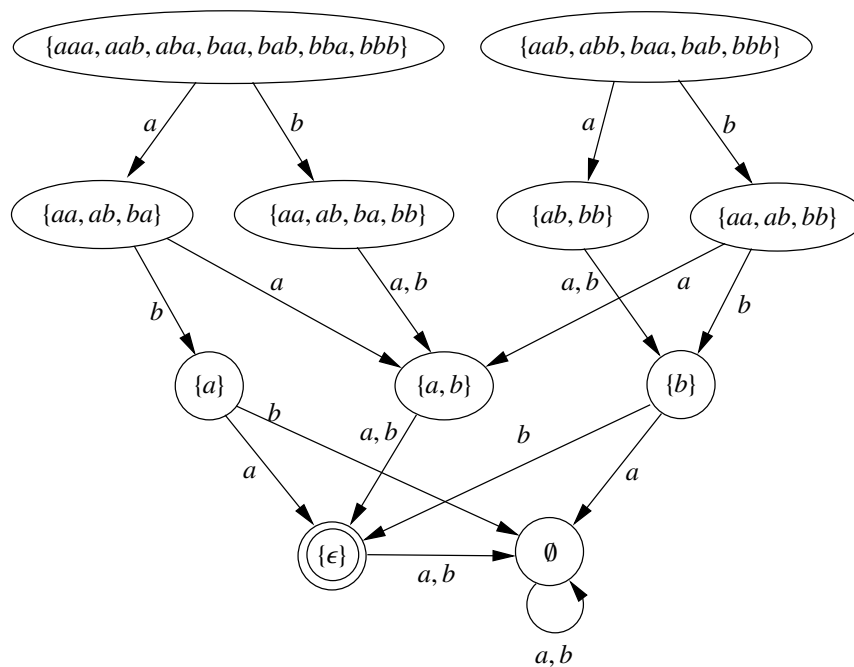 {aaa, aab, aba, baa, bab, bba, bbb} {aab, abb, baa, bab, bbb}
a b a b
{aa, ab, ba} {aa, ab, ba, bb} {ab, bb} {aa, ab, bb}
a a, b a, b a
b b
{a} {a, b} {b}
b a, b b
a a
{ϵ} ∅
a, b
a, b